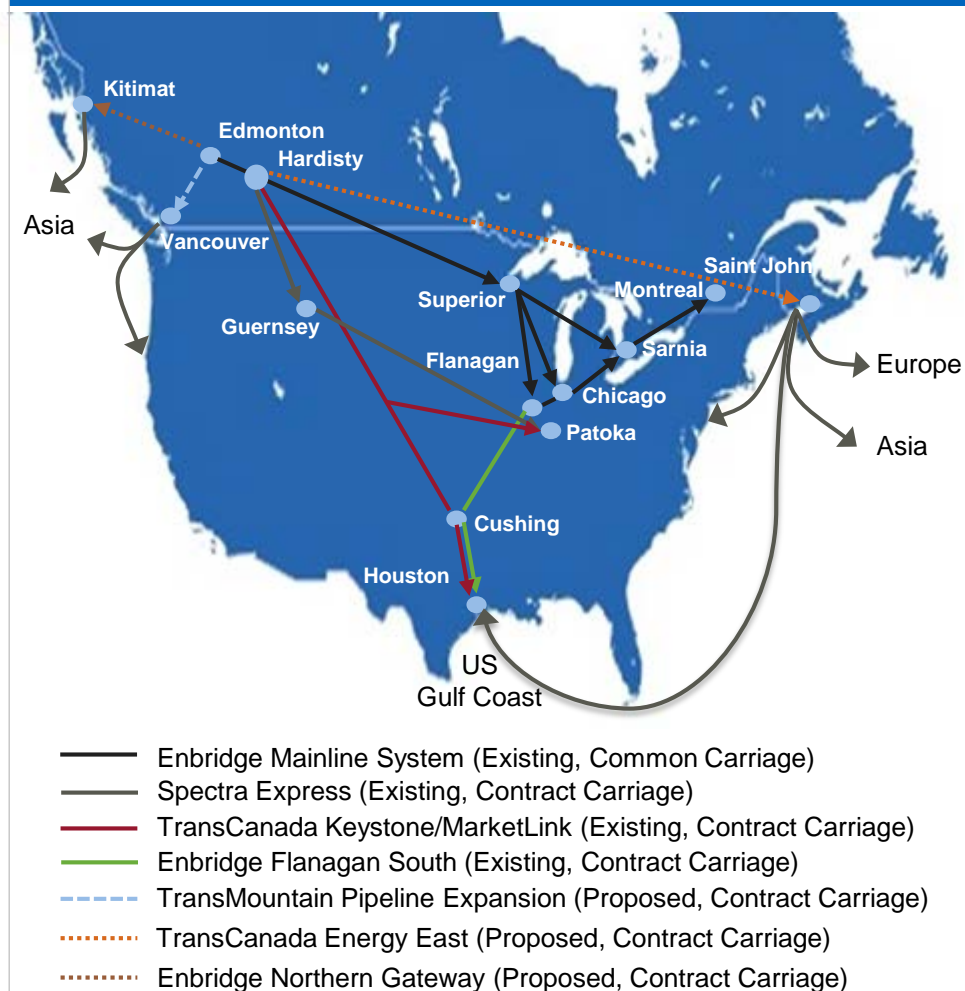 Kitimat
Edmonton
Hardisty
Asia
Vancouver
Saint John
Superior
Montreal
Guernsey
Sarnia
Flanagan
Europe
Chicago
Patoka
Asia
Cushing
Houston
US
Gulf Coast
Enbridge Mainline System (Existing, Common Carriage)
Spectra Express (Existing, Contract Carriage)
TransCanada Keystone/MarketLink (Existing, Contract Carriage)
Enbridge Flanagan South (Existing, Contract Carriage)
TransMountain Pipeline Expansion (Proposed, Contract Carriage)
TransCanada Energy East (Proposed, Contract Carriage)
Enbridge Northern Gateway (Proposed, Contract Carriage)